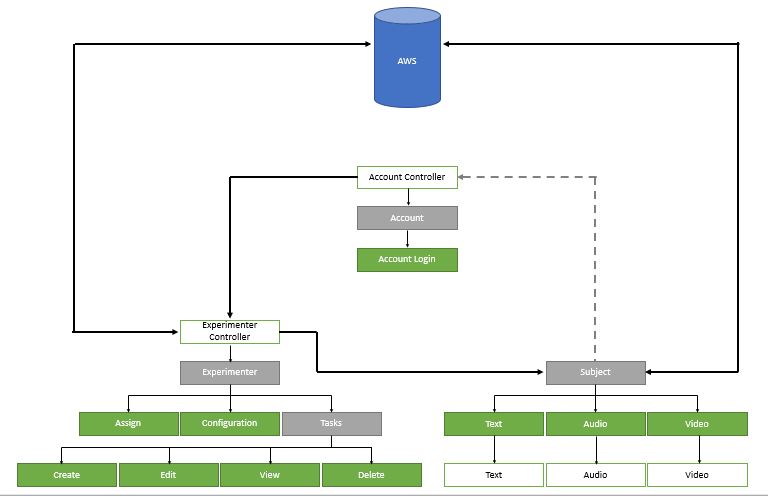 AWS
Account Controller
Account
Account Login
Experimenter
Controller
Experimenter
Subject
Assign
Configuration
Tasks
Text
Audio
Video
Create
Edit
View
Delete
Text
Audio
Video